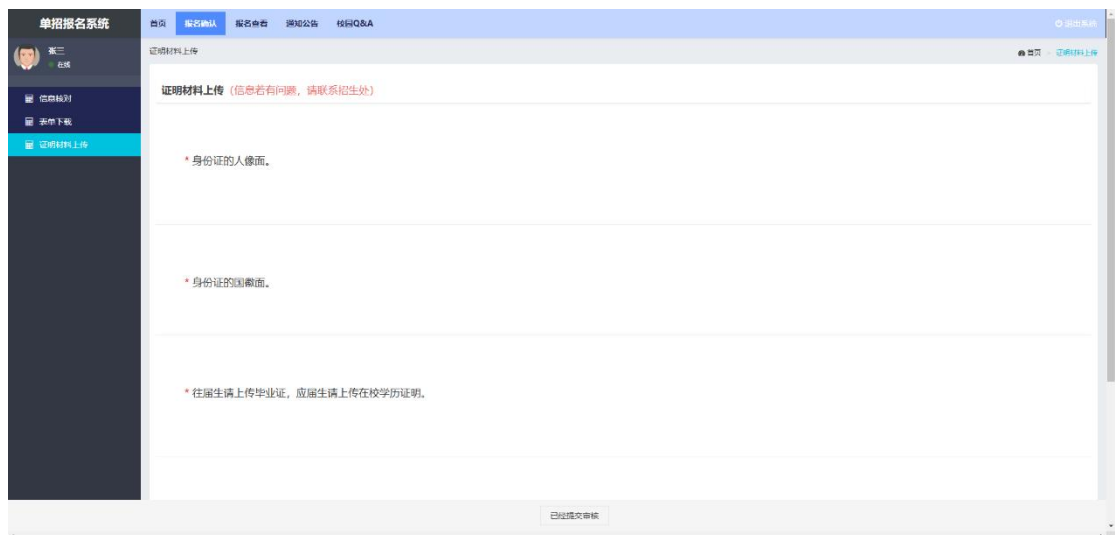 单招报名系统
首页 报名确认 报名查看 通知公告 校园Q&A 退出系统
张三
在线
证明材料上传
首页 > 证明材料上传
信息核对
表单下载
证明材料上传
证明材料上传（信息若有问题，请联系招生处）
* 身份证的人像面。
* 身份证的国徽面。
* 往届生请上传毕业证，应届生请上传在校学历证明。
已经提交审核